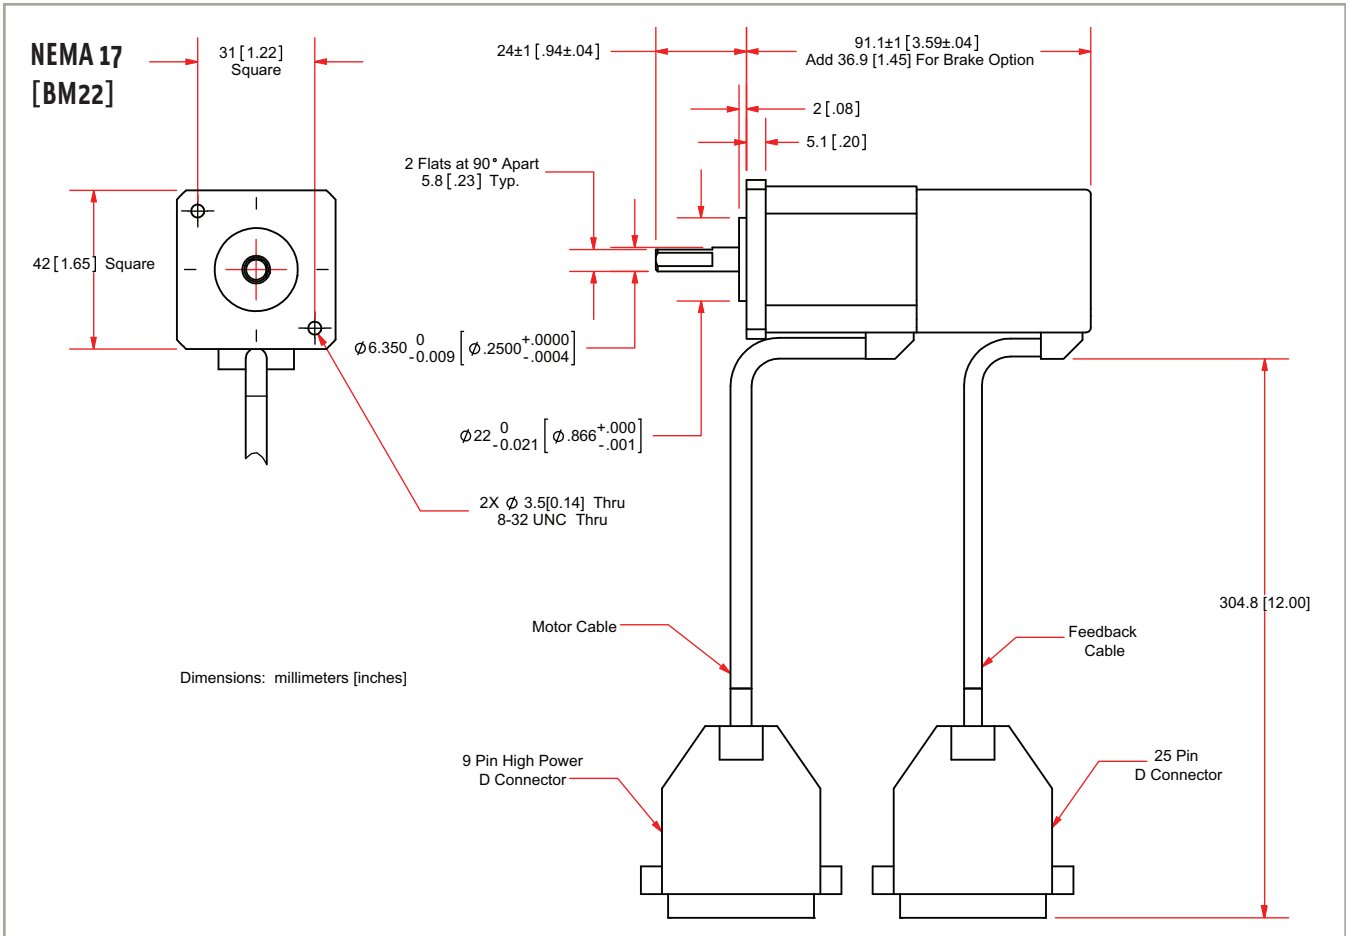 NEMA 17
[BM22]
31 [1.22]
Square
24±1 [.94±.04]
91.1±1 [3.59±.04]
Add 36.9 [1.45] For Brake Option
2 [.08]
5.1 [.20]
2 Flats at 90° Apart
5.8 [.23] Typ.
42 [1.65] Square
Ø6.350 0 -0.009 [Ø.2500 +.0000 -.0004]
Ø22 0 -0.021 [Ø.866 +.000 -.001]
2X Ø 3.5[0.14] Thru
8-32 UNC Thru
304.8 [12.00]
Motor Cable
Feedback
Cable
Dimensions: millimeters [inches]
9 Pin High Power
D Connector
25 Pin
D Connector